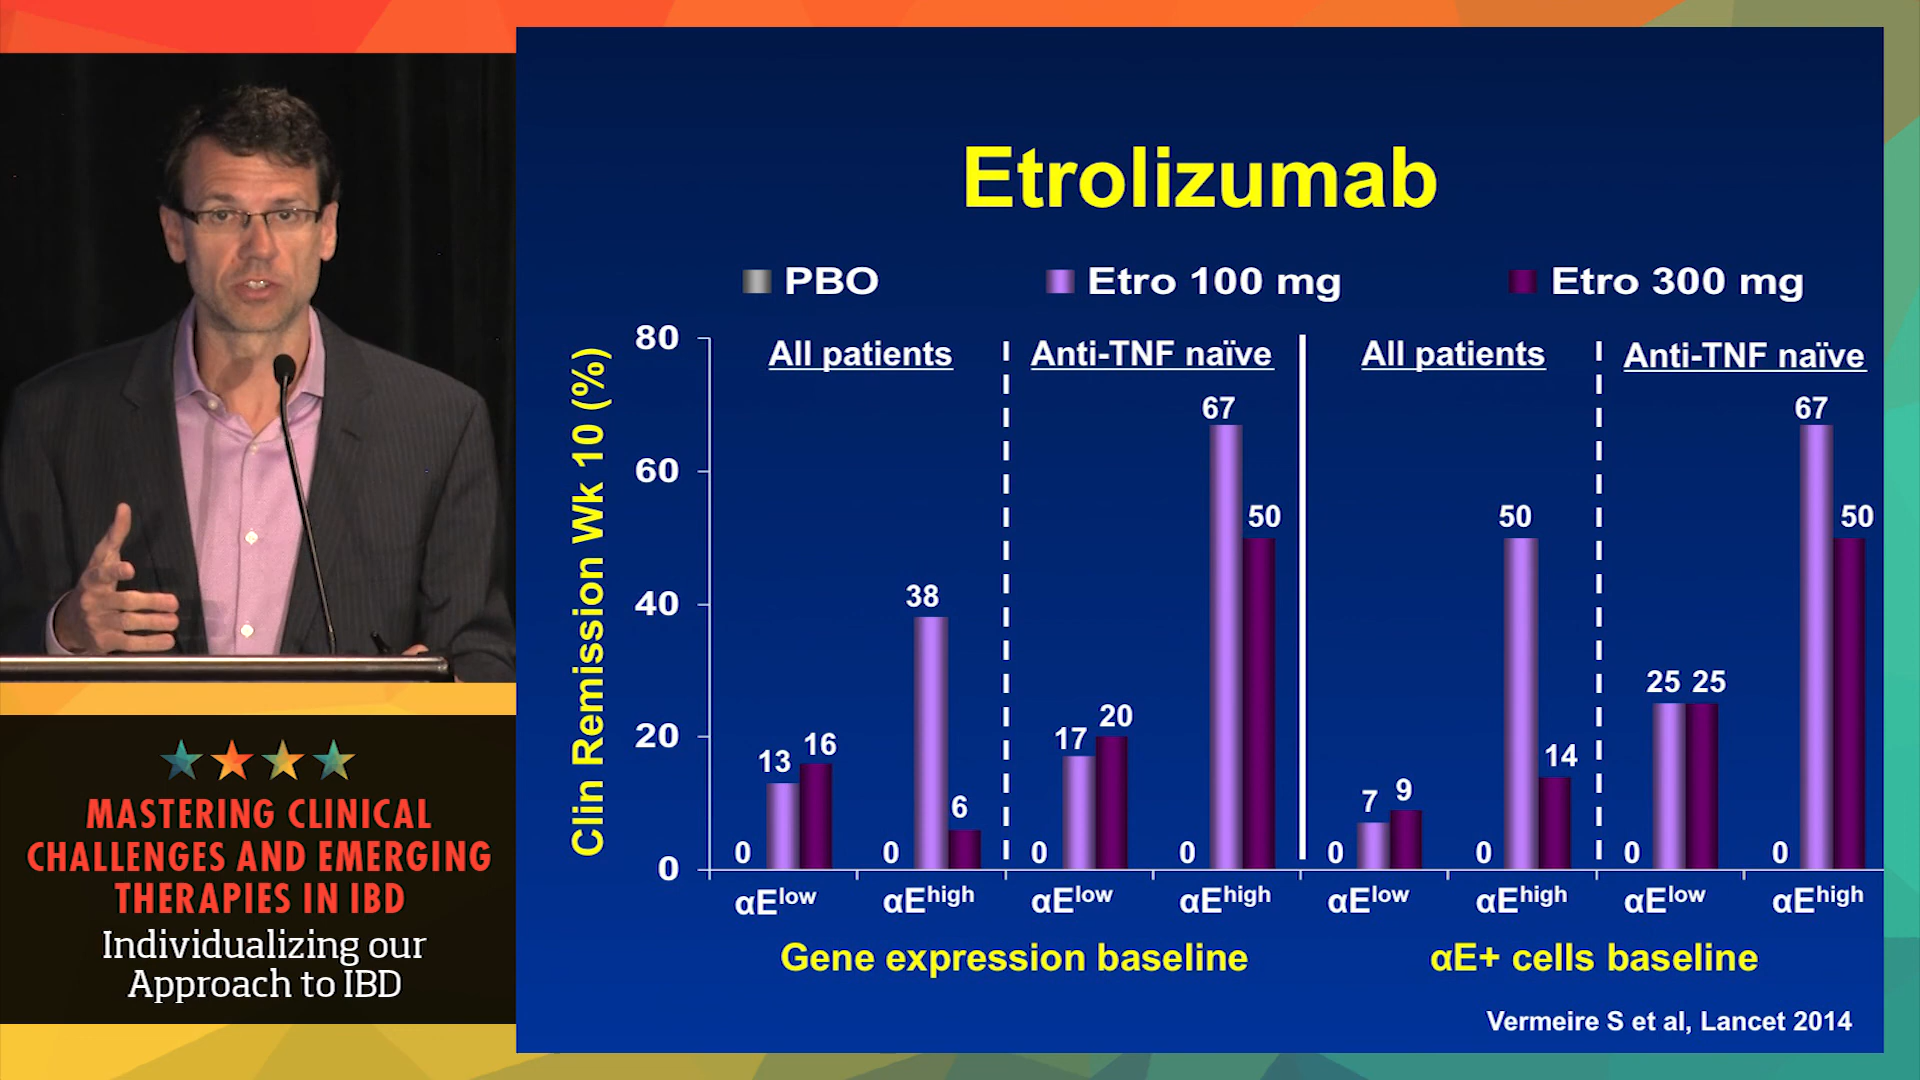 Etrolizumab
PBO Etro 100 mg Etro 300 mg
Clin Remission Wk 10 (%)
80
60
40
20
0
All patients Anti-TNF naïve All patients Anti-TNF naïve
0 13 16 0 38 6 0 17 20 0 67 50 0 7 9 0 50 14 0 25 25 0 67 50
αElow αEhigh αElow αEhigh αElow αEhigh αElow αEhigh
Gene expression baseline αE+ cells baseline
Vermeire S et al, Lancet 2014
MASTERING CLINICAL
CHALLENGES AND EMERGING
THERAPIES IN IBD
Individualizing our
Approach to IBD